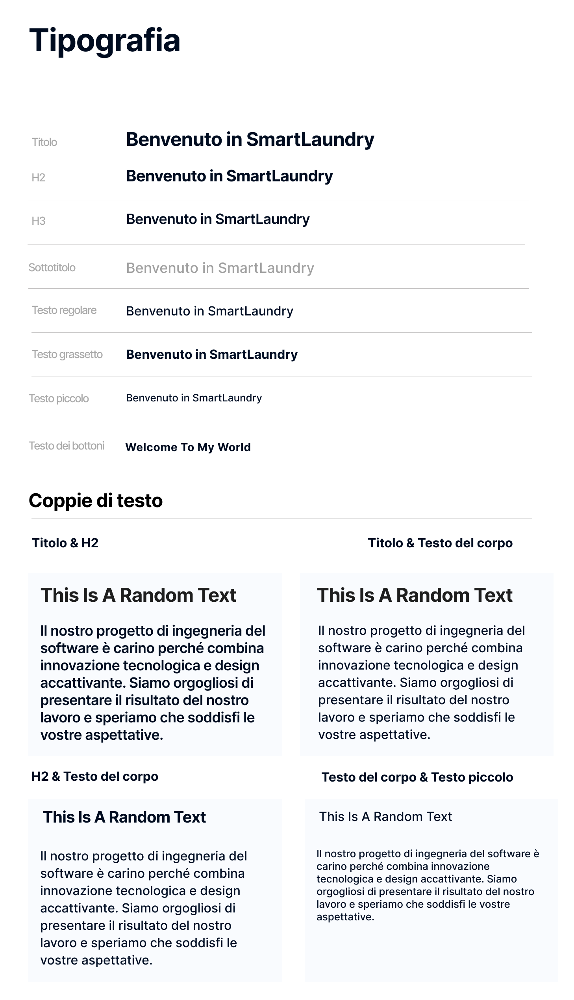 Tipografia
Titolo
Benvenuto in SmartLaundry
H2
Benvenuto in SmartLaundry
H3
Benvenuto in SmartLaundry
Sottotitolo
Benvenuto in SmartLaundry
Testo regolare
Benvenuto in SmartLaundry
Testo grassetto
Benvenuto in SmartLaundry
Testo piccolo
Benvenuto in SmartLaundry
Testo dei bottoni
Welcome To My World
Coppie di testo
Titolo & H2
This Is A Random Text
Il nostro progetto di ingegneria del
software è carino perché combina
innovazione tecnologica e design
accattivante. Siamo orgogliosi di
presentare il risultato del nostro
lavoro e speriamo che soddisfi le
vostre aspettative.
Titolo & Testo del corpo
This Is A Random Text
Il nostro progetto di ingegneria del
software è carino perché combina
innovazione tecnologica e design
accattivante. Siamo orgogliosi di
presentare il risultato del nostro
lavoro e speriamo che soddisfi le
vostre aspettative.
H2 & Testo del corpo
This Is A Random Text
Il nostro progetto di ingegneria del
software è carino perché combina
innovazione tecnologica e design
accattivante. Siamo orgogliosi di
presentare il risultato del nostro
lavoro e speriamo che soddisfi le
vostre aspettative.
Testo del corpo & Testo piccolo
This Is A Random Text
Il nostro progetto di ingegneria del software è
carino perché combina innovazione
tecnologica e design accattivante. Siamo
orgogliosi di presentare il risultato del nostro
lavoro e speriamo che soddisfi le vostre
aspettative.